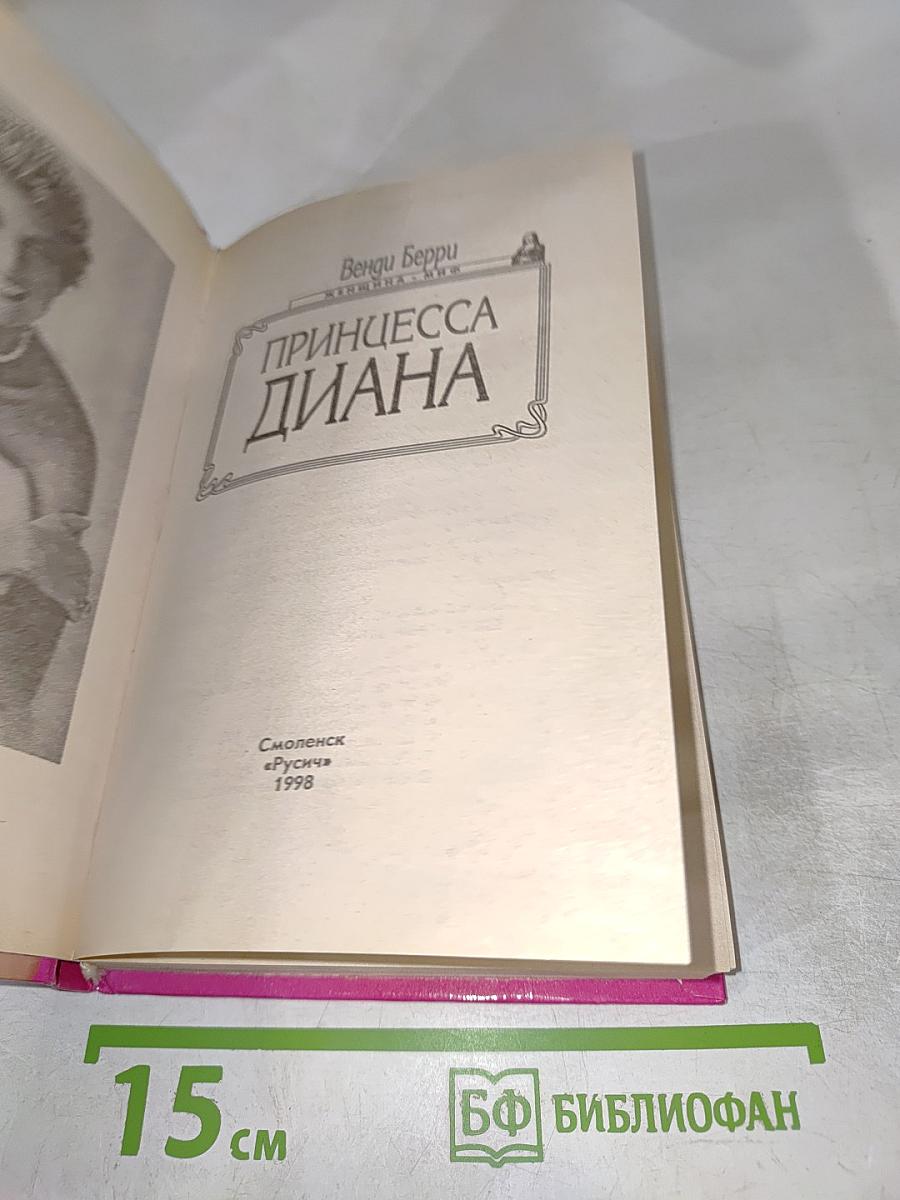 Венди Берри
ЖЕНЩИНА-МИФ
ПРИНЦЕССА
ДИАНА
Смоленск
«Русич»
1998
15 см
БФ БИБЛИОФАН